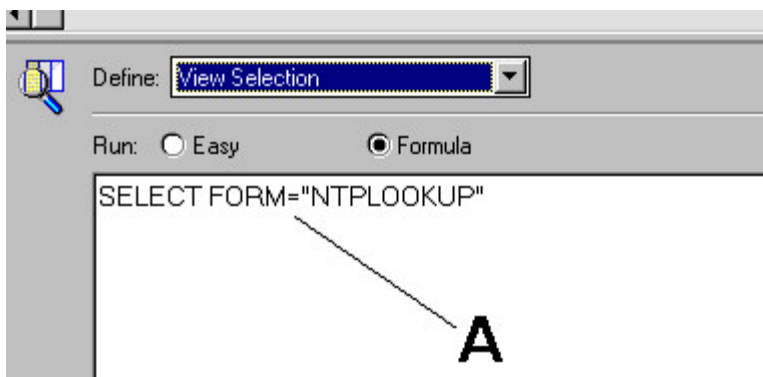 Define: View Selection
Run: Easy Formula
SELECT FORM="NTPLOOKUP"
A